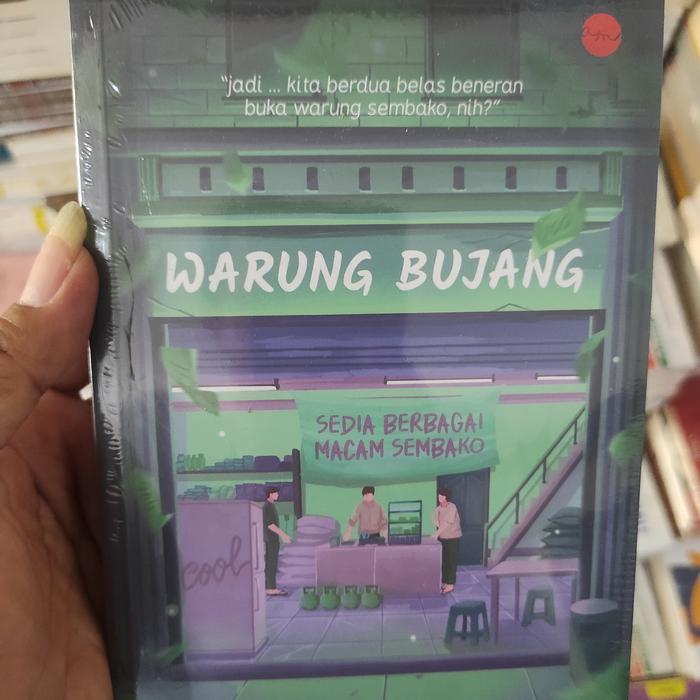 "jadi ... kita berdua belas beneran
buka warung sembako, nih?"
WARUNG BUJANG
SEDIA BERBAGAI
MACAM SEMBAKO
cool